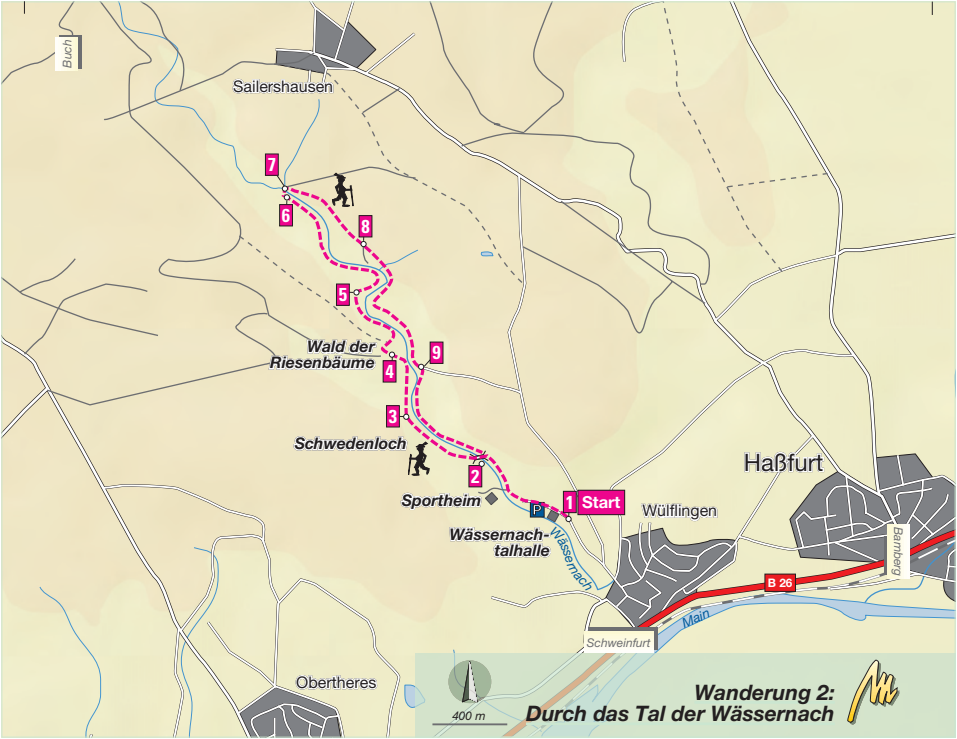 Buch
Sailershausen
7
6
8
5
Wald der
Riesenbäume
9
4
3
Schwedenloch
2
Sportheim
1 Start
P
Wülflingen
Haßfurt
Wässernach-
talhalle
Wässernach
Bamberg
B 26
Main
Schweinfurt
Obertheres
400 m
Wanderung 2:
Durch das Tal der Wässernach